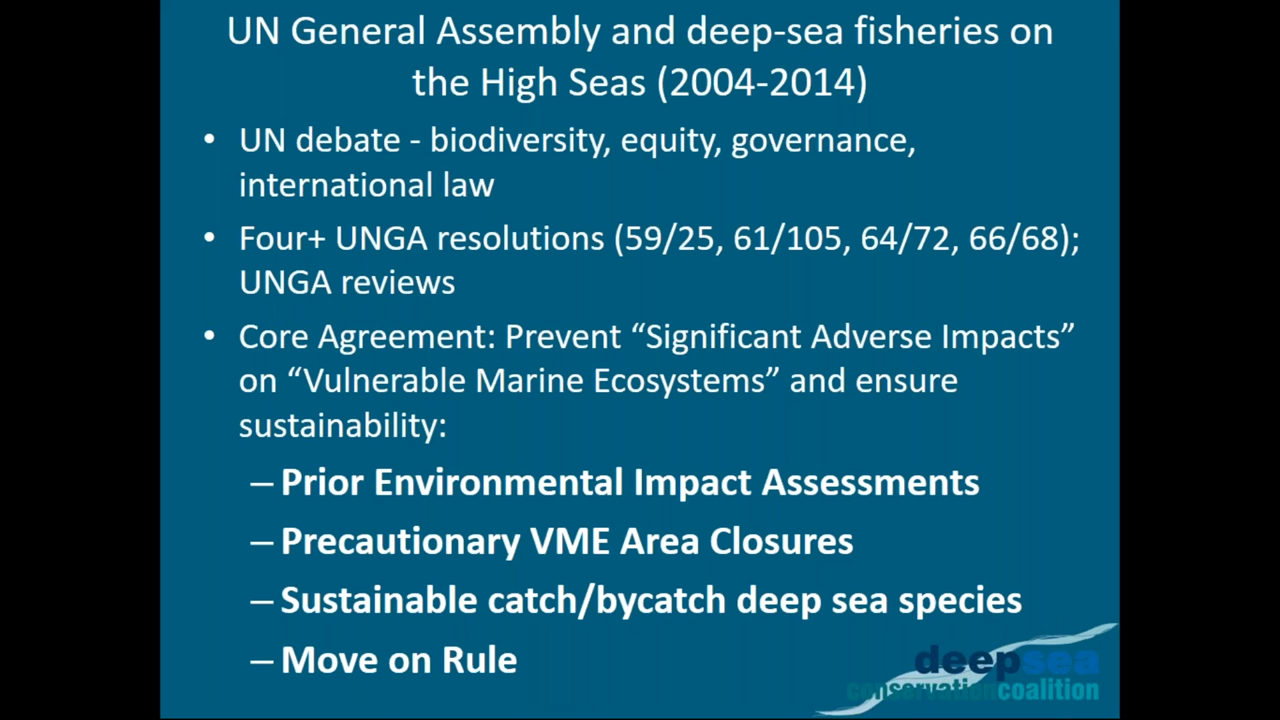 UN General Assembly and deep-sea fisheries on
the High Seas (2004-2014)
• UN debate - biodiversity, equity, governance,
international law
• Four+ UNGA resolutions (59/25, 61/105, 64/72, 66/68);
UNGA reviews
• Core Agreement: Prevent “Significant Adverse Impacts”
on “Vulnerable Marine Ecosystems” and ensure
sustainability:
– Prior Environmental Impact Assessments
– Precautionary VME Area Closures
– Sustainable catch/bycatch deep sea species
– Move on Rule
deepsea
conservationcoalition